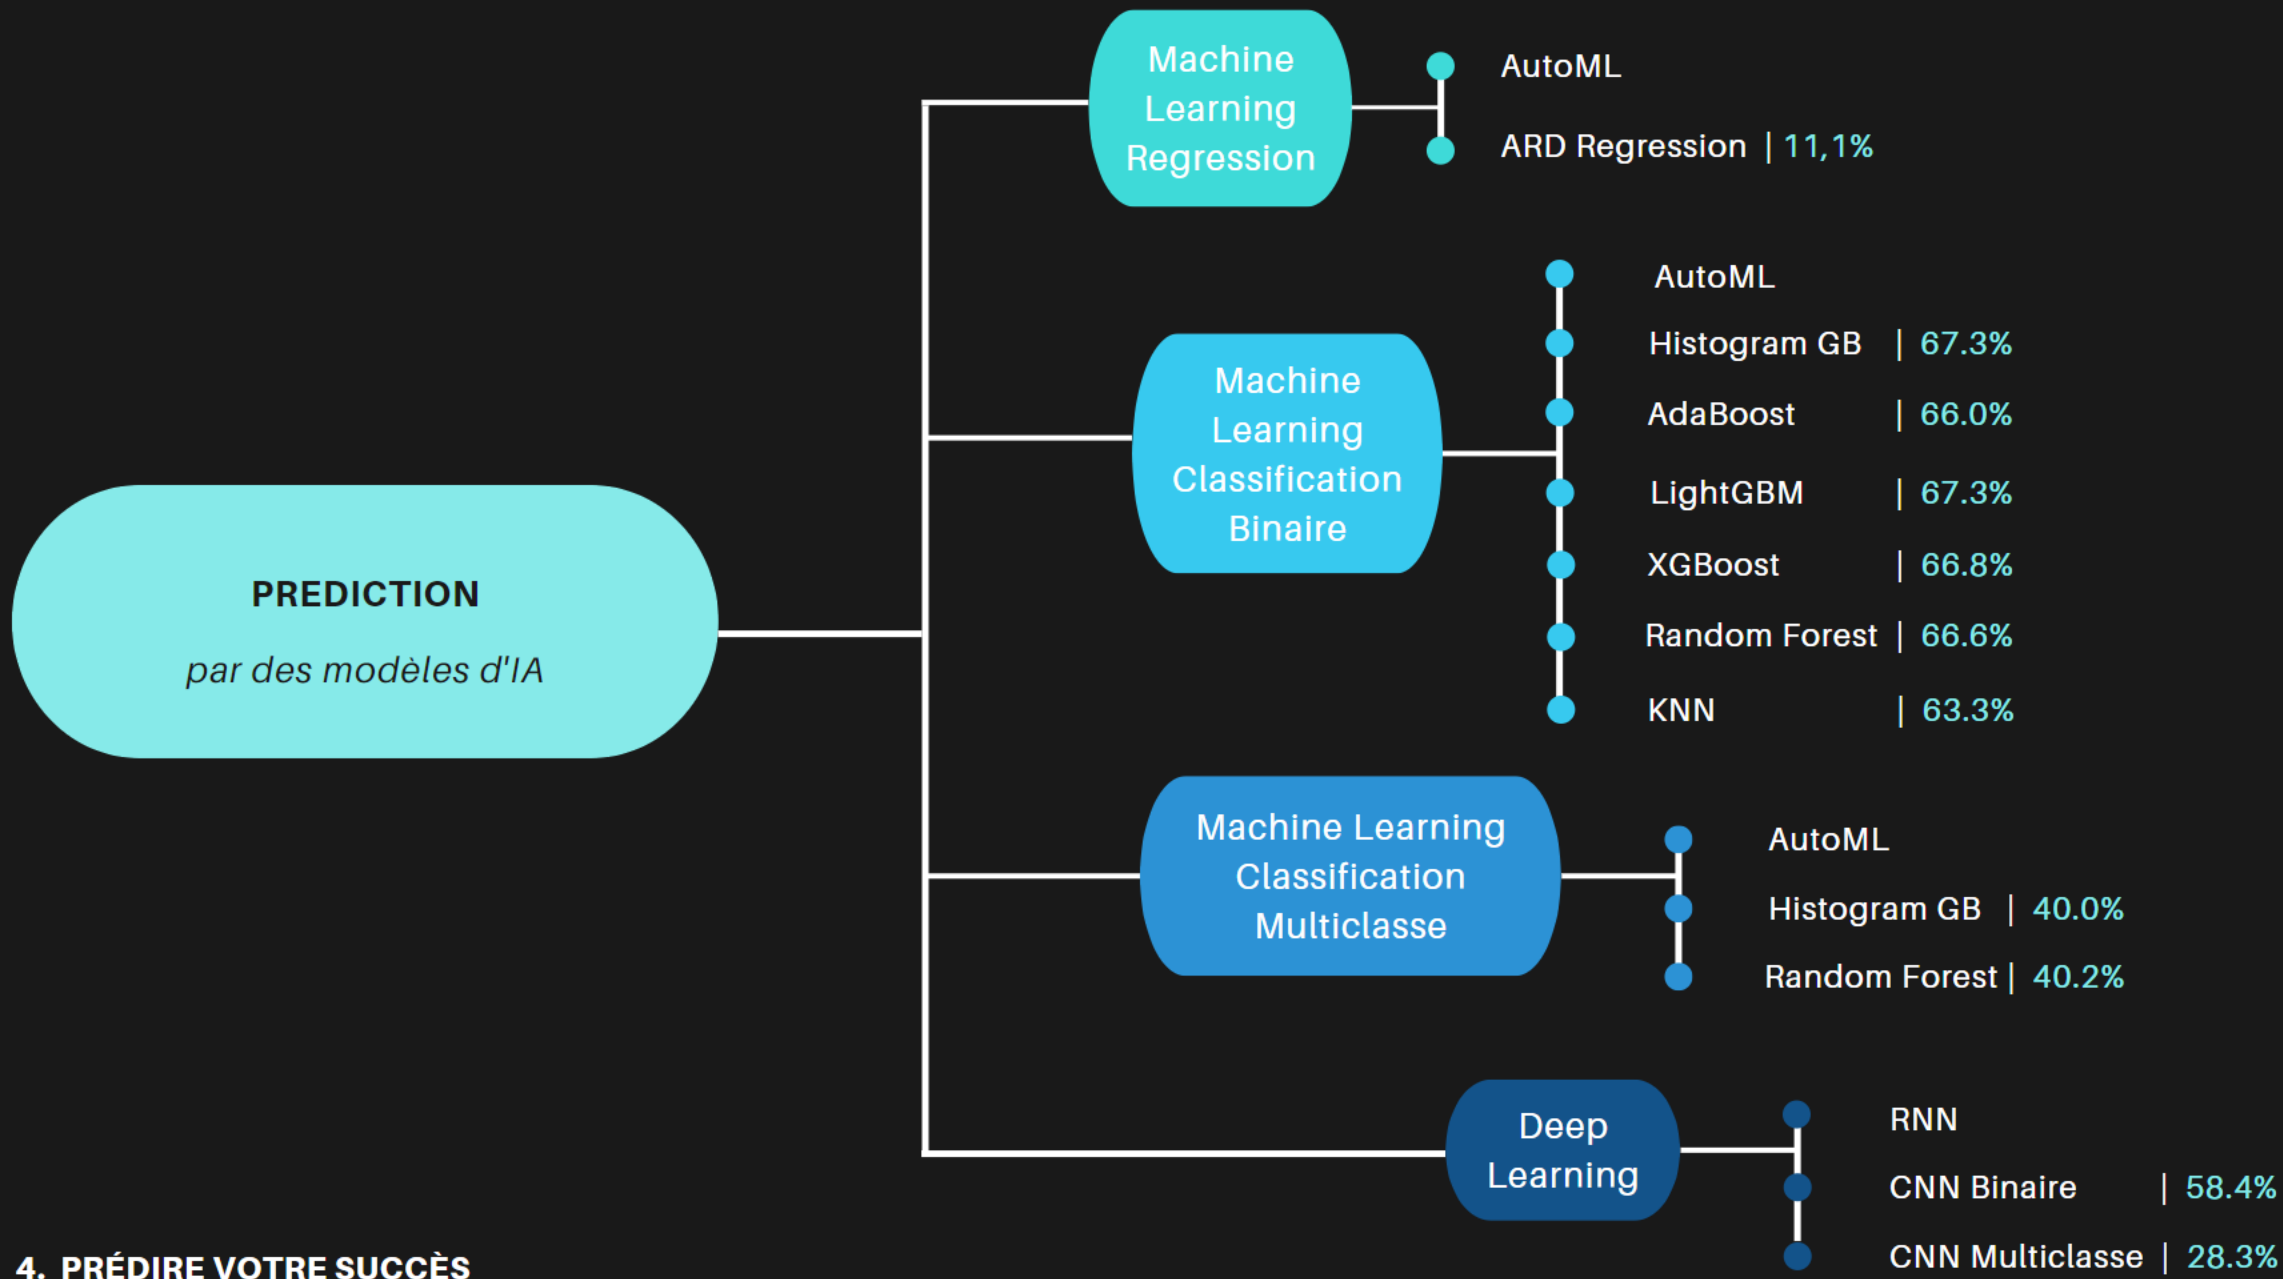 Machine
Learning
Regression
AutoML
ARD Regression | 11,1%
Machine
Learning
Classification
Binaire
AutoML
Histogram GB | 67.3%
AdaBoost | 66.0%
LightGBM | 67.3%
XGBoost | 66.8%
Random Forest | 66.6%
KNN | 63.3%
PREDICTION
par des modèles d'IA
Machine Learning
Classification
Multiclasse
AutoML
Histogram GB | 40.0%
Random Forest | 40.2%
Deep
Learning
RNN
CNN Binaire | 58.4%
CNN Multiclasse | 28.3%
4. PRÉDIRE VOTRE SUCCÈS